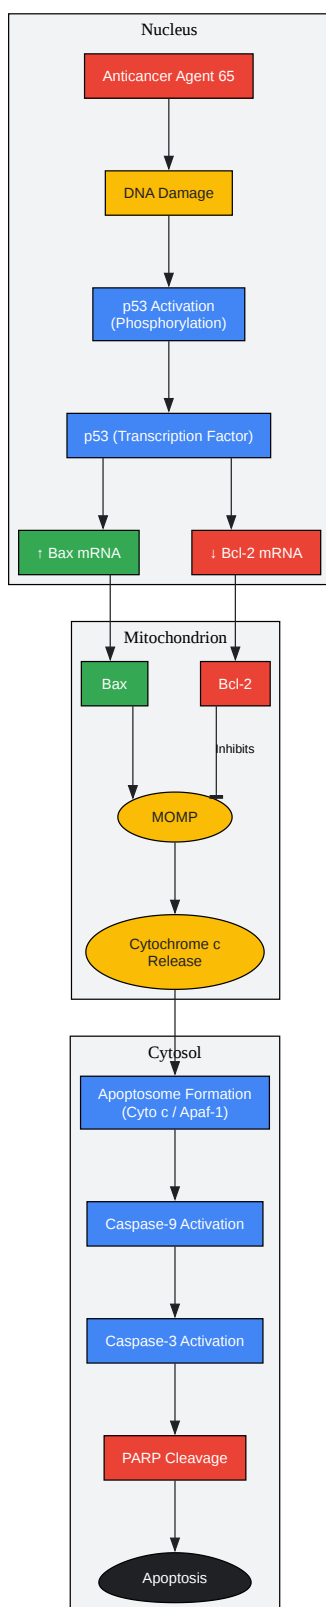 Nucleus
Anticancer Agent 65
DNA Damage
p53 Activation
(Phosphorylation)
p53 (Transcription Factor)
↑ Bax mRNA
↓ Bcl-2 mRNA
Mitochondrion
Bax
Bcl-2
Inhibits
MOMP
Cytochrome c
Release
Cytosol
Apoptosome Formation
(Cyto c / Apaf-1)
Caspase-9 Activation
Caspase-3 Activation
PARP Cleavage
Apoptosis